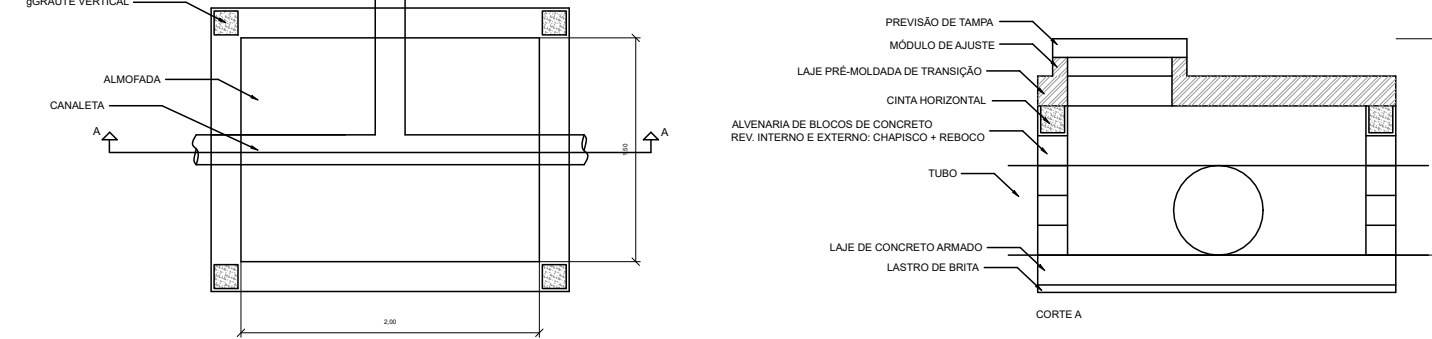 gGRAUTE VERTICAL
ALMOFADA
CANALETA
A
A
1,50
2,00
PREVISÃO DE TAMPA
MÓDULO DE AJUSTE
LAJE PRÉ-MOLDADA DE TRANSIÇÃO
CINTA HORIZONTAL
ALVENARIA DE BLOCOS DE CONCRETO
REV. INTERNO E EXTERNO: CHAPISCO + REBOCO
TUBO
LAJE DE CONCRETO ARMADO
LASTRO DE BRITA
CORTE A